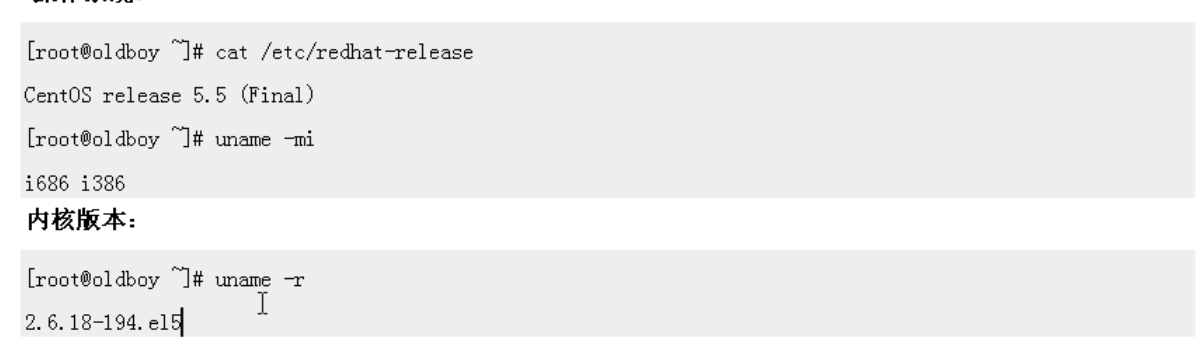 [root@oldboy ~]# cat /etc/redhat-release
CentOS release 5.5 (Final)
[root@oldboy ~]# uname -mi
i686 i386
内核版本：
[root@oldboy ~]# uname -r
2.6.18-194.el5